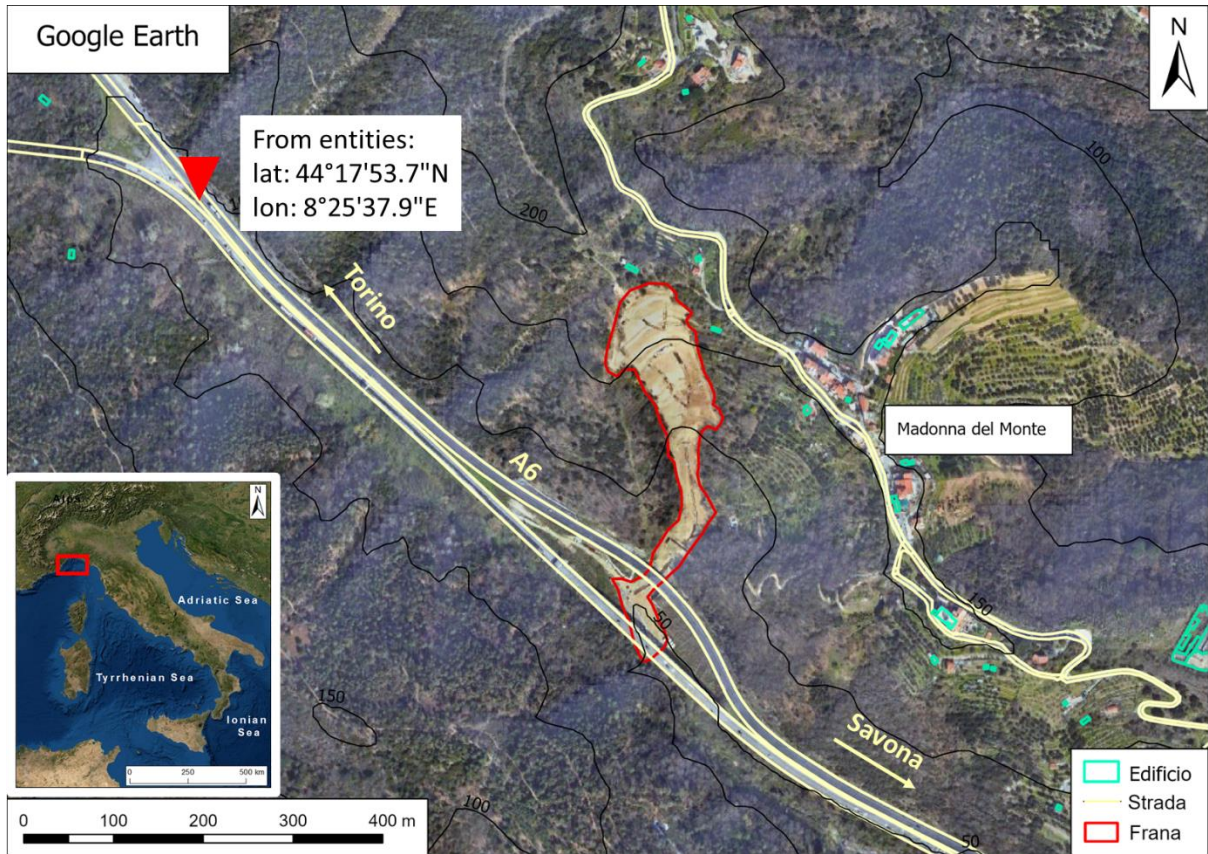 Google Earth
N
From entities:
lat: 44°17'53.7"N
lon: 8°25'37.9"E
100
200
Torino
Madonna del Monte
A6
N
Adriatic Sea
Tyrrhenian Sea
Ionian
Sea
0 250 500 km
50
150
150
Savona
100
50
Edificio
Strada
Frana
0 100 200 300 400 m